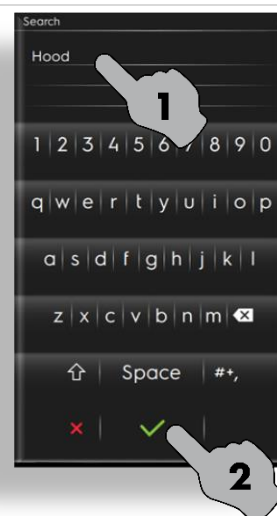 Search
Hood
1
1 2 3 4 5 6 7 8 9 0
q w e r t y u i o p
a s d f g h j k l
z x c v b n m
Space #+,
2